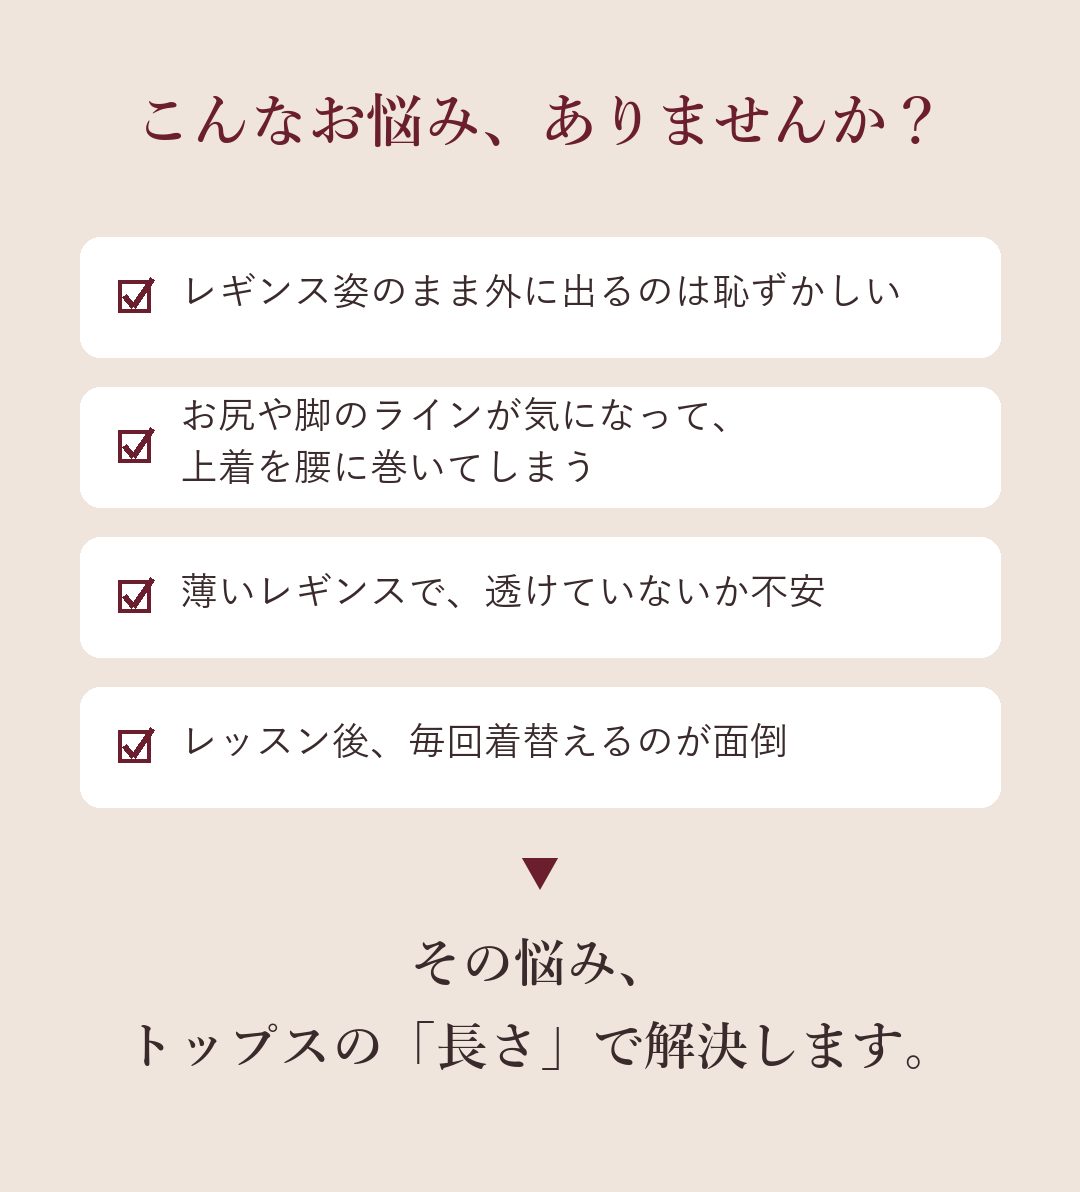 こんなお悩み、ありませんか？
レギンス姿のまま外に出るのは恥ずかしい
お尻や脚のラインが気になって、
上着を腰に巻いてしまう
薄いレギンスで、透けていないか不安
レッスン後、毎回着替えるのが面倒
その悩み、
トップスの「長さ」で解決します。